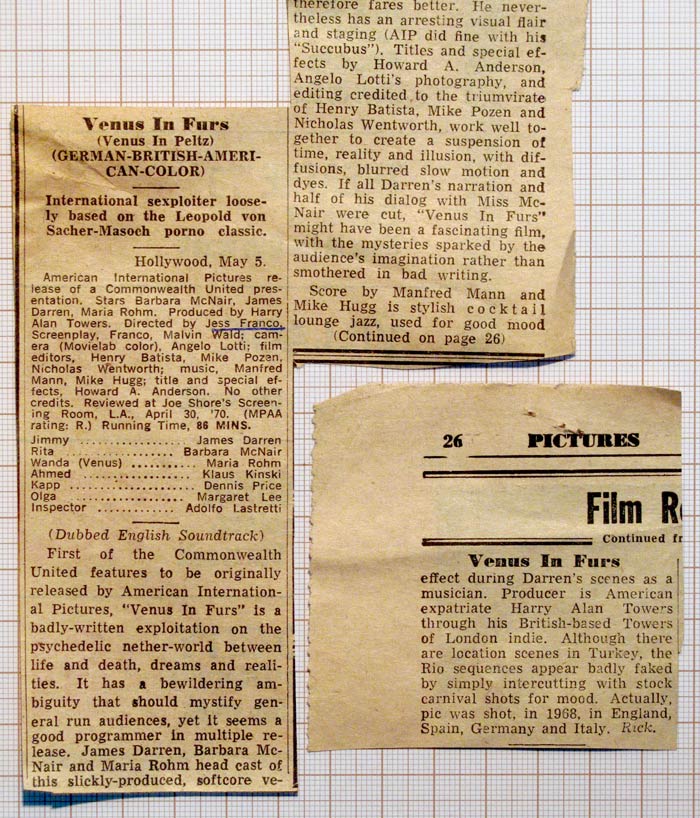 Venus In Furs
(Venus In Peltz)
(GERMAN-BRITISH-AMERI-
CAN-COLOR)
International sexploiter loose-
ly based on the Leopold von
Sacher-Masoch porno classic.
Hollywood, May 5.
American International Pictures re-
lease of a Commonwealth United pre-
sentation. Stars Barbara McNair, James
Darren, Maria Rohm. Produced by Harry
Alan Towers. Directed by Jess Franco.
Screenplay, Franco, Malvin Wald; cam-
era (Movielab color), Angelo Lotti; film
editors, Henry Batista, Mike Pozen,
Nicholas Wentworth; music, Manfred
Mann, Mike Hugg; title and special ef-
fects, Howard A. Anderson. No other
credits. Reviewed at Joe Shore's Screen-
ing Room, L.A., April 30, '70. (MPAA
rating: R.) Running Time, 86 MINS.
Jimmy ................ James Darren
Rita ................ Barbara McNair
Wanda (Venus) .......... Maria Rohm
Ahmed ................ Klaus Kinski
Kapp ................ Dennis Price
Olga ................ Margaret Lee
Inspector .......... Adolfo Lastretti
(Dubbed English Soundtrack)
First of the Commonwealth
United features to be originally
released by American Internation-
al Pictures, "Venus In Furs" is a
badly-written exploitation on the
psychedelic nether-world between
life and death, dreams and reali-
ties. It has a bewildering am-
biguity that should mystify gen-
eral run audiences, yet it seems a
good programmer in multiple re-
lease. James Darren, Barbara Mc-
Nair and Maria Rohm head cast of
this slickly-produced, softcore ve-
therefore fares better. He never-
theless has an arresting visual flair
and staging (AIP did fine with his
"Succubus"). Titles and special ef-
fects by Howard A. Anderson,
Angelo Lotti's photography, and
editing credited to the triumvirate
of Henry Batista, Mike Pozen and
Nicholas Wentworth, work well to-
gether to create a suspension of
time, reality and illusion, with dif-
fusions, blurred slow motion and
dyes. If all Darren's narration and
half of his dialog with Miss Mc-
Nair were cut, "Venus In Furs"
might have been a fascinating film,
with the mysteries sparked by the
audience's imagination rather than
smothered in bad writing.
Score by Manfred Mann and
Mike Hugg is stylish cocktail
lounge jazz, used for good mood
(Continued on page 26)
26 PICTURES
Film R
Continued fr
Venus In Furs
effect during Darren's scenes as a
musician. Producer is American
expatriate Harry Alan Towers
through his British-based Towers
of London indie. Although there
are location scenes in Turkey, the
Rio sequences appear badly faked
by simply intercutting with stock
carnival shots for mood. Actually,
pic was shot, in 1968, in England,
Spain, Germany and Italy. Rick.